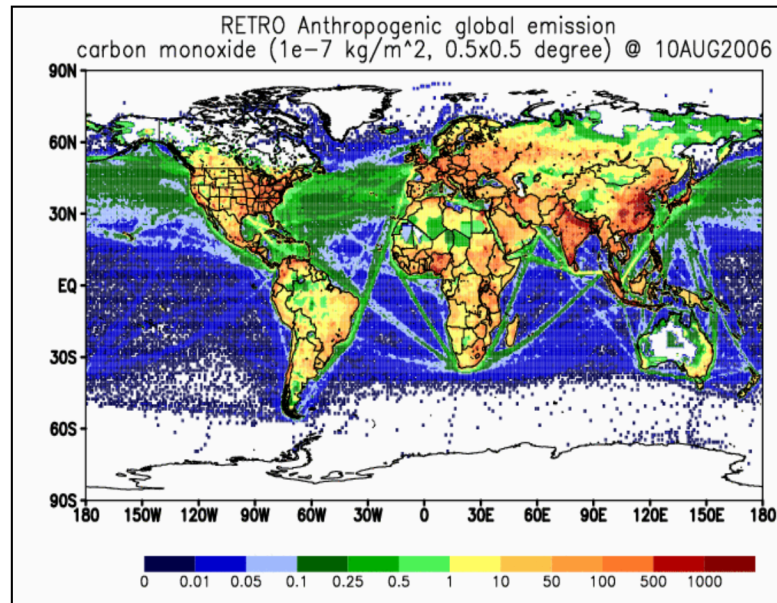 RETRO Anthropogenic global emission
carbon monoxide (1e-7 kg/m^2, 0.5x0.5 degree) @ 10AUG2006
90N
60N
30N
EQ
30S
60S
90S
180 150W 120W 90W 60W 30W 0 30E 60E 90E 120E 150E 180
0 0.01 0.05 0.1 0.25 0.5 1 10 50 100 500 1000